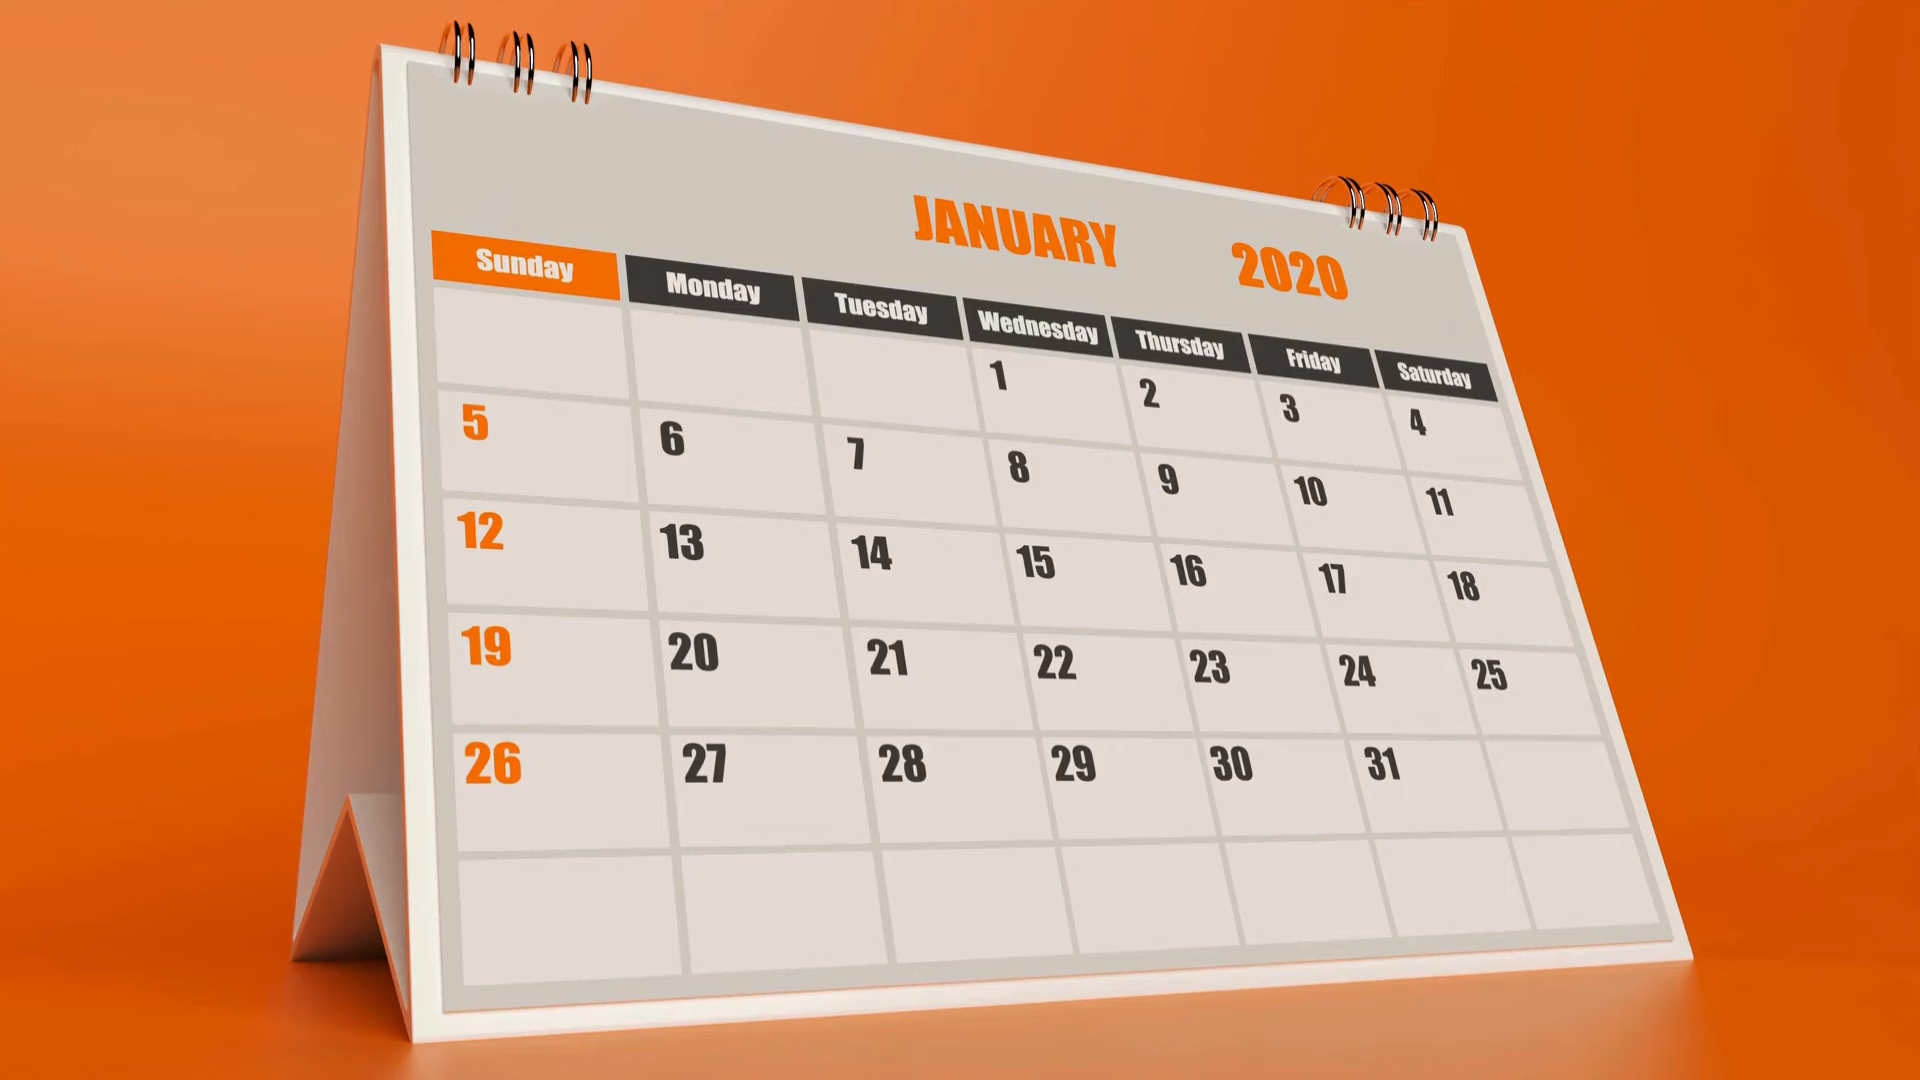 JANUARY 2020
Sunday Monday Tuesday Wednesday Thursday Friday Saturday
1 2 3 4
5 6 7 8 9 10 11
12 13 14 15 16 17 18
19 20 21 22 23 24 25
26 27 28 29 30 31